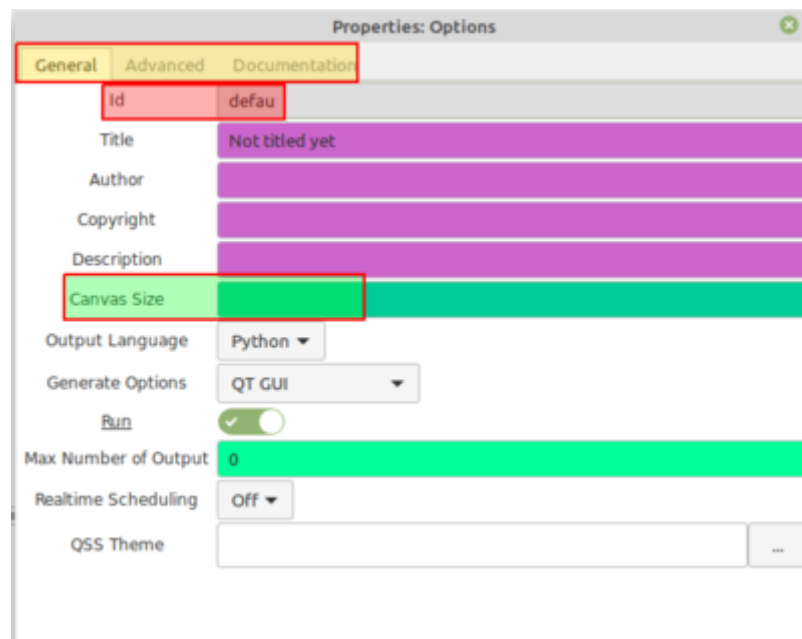 Properties: Options
General Advanced Documentation
Id defau
Title Not titled yet
Author
Copyright
Description
Canvas Size
Output Language Python
Generate Options QT GUI
Run
Max Number of Output 0
Realtime Scheduling Off
QSS Theme ...